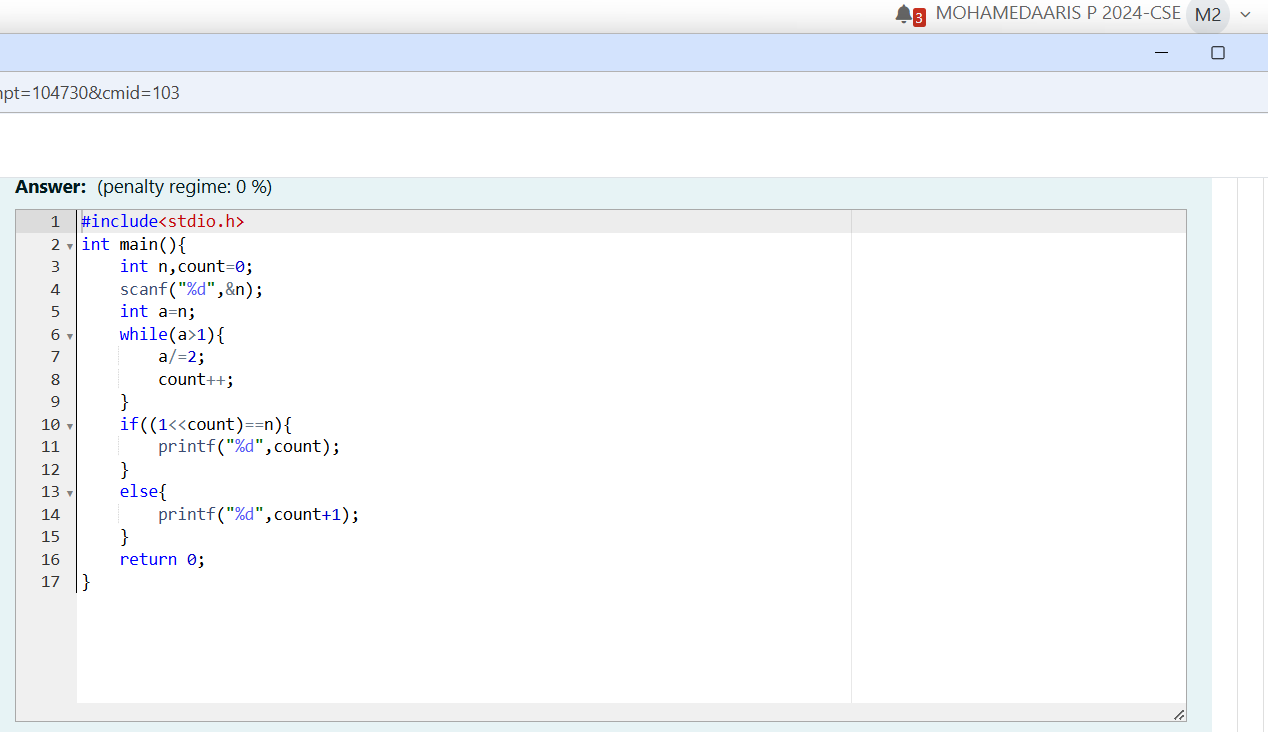 3 MOHAMEDAARIS P 2024-CSE M2
pt=104730&cmid=103
Answer: (penalty regime: 0 %)
1 #include<stdio.h>
2 int main(){
3     int n,count=0;
4     scanf("%d",&n);
5     int a=n;
6     while(a>1){
7         a/=2;
8         count++;
9     }
10     if((1<<count)==n){
11         printf("%d",count);
12     }
13     else{
14         printf("%d",count+1);
15     }
16     return 0;
17 }